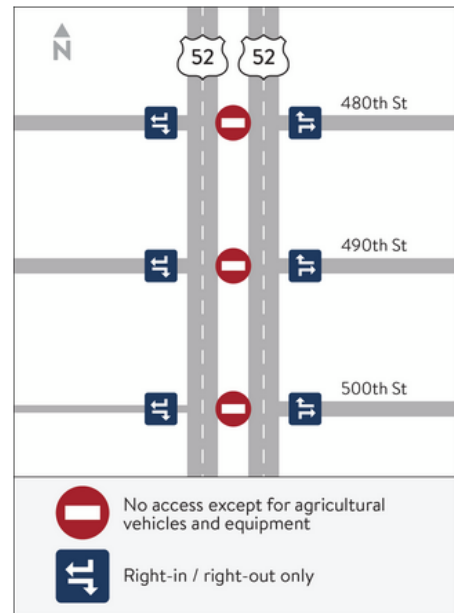 N
52
52
480th St
490th St
500th St
No access except for agricultural
vehicles and equipment
Right-in / right-out only